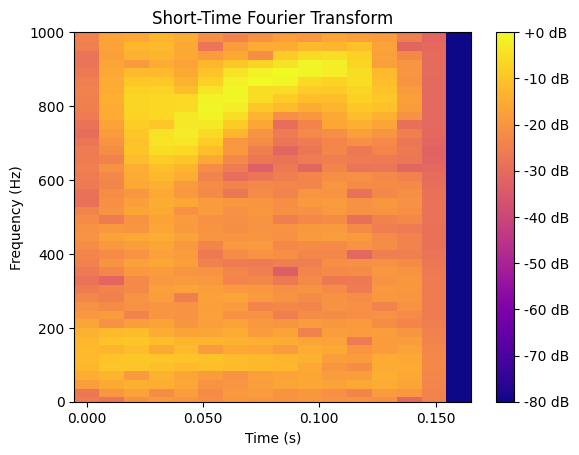 Short-Time Fourier Transform
1000
800
600
400
200
0
Frequency (Hz)
0.000
0.050
0.100
0.150
Time (s)
+0 dB
-10 dB
-20 dB
-30 dB
-40 dB
-50 dB
-60 dB
-70 dB
-80 dB